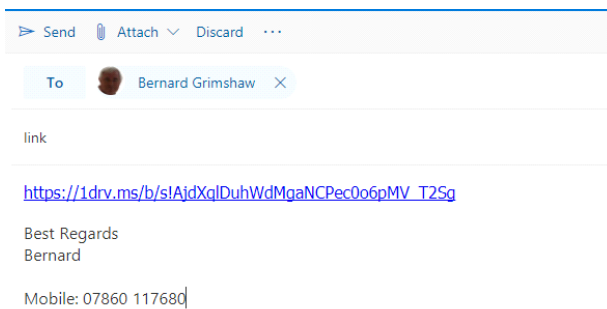 Send Attach Discard ···
To Bernard Grimshaw
link
https://1drv.ms/b/s!AjdXqlDuhWdMgaNCPec0o6pMV_T2Sg
Best Regards
Bernard
Mobile: 07860 117680